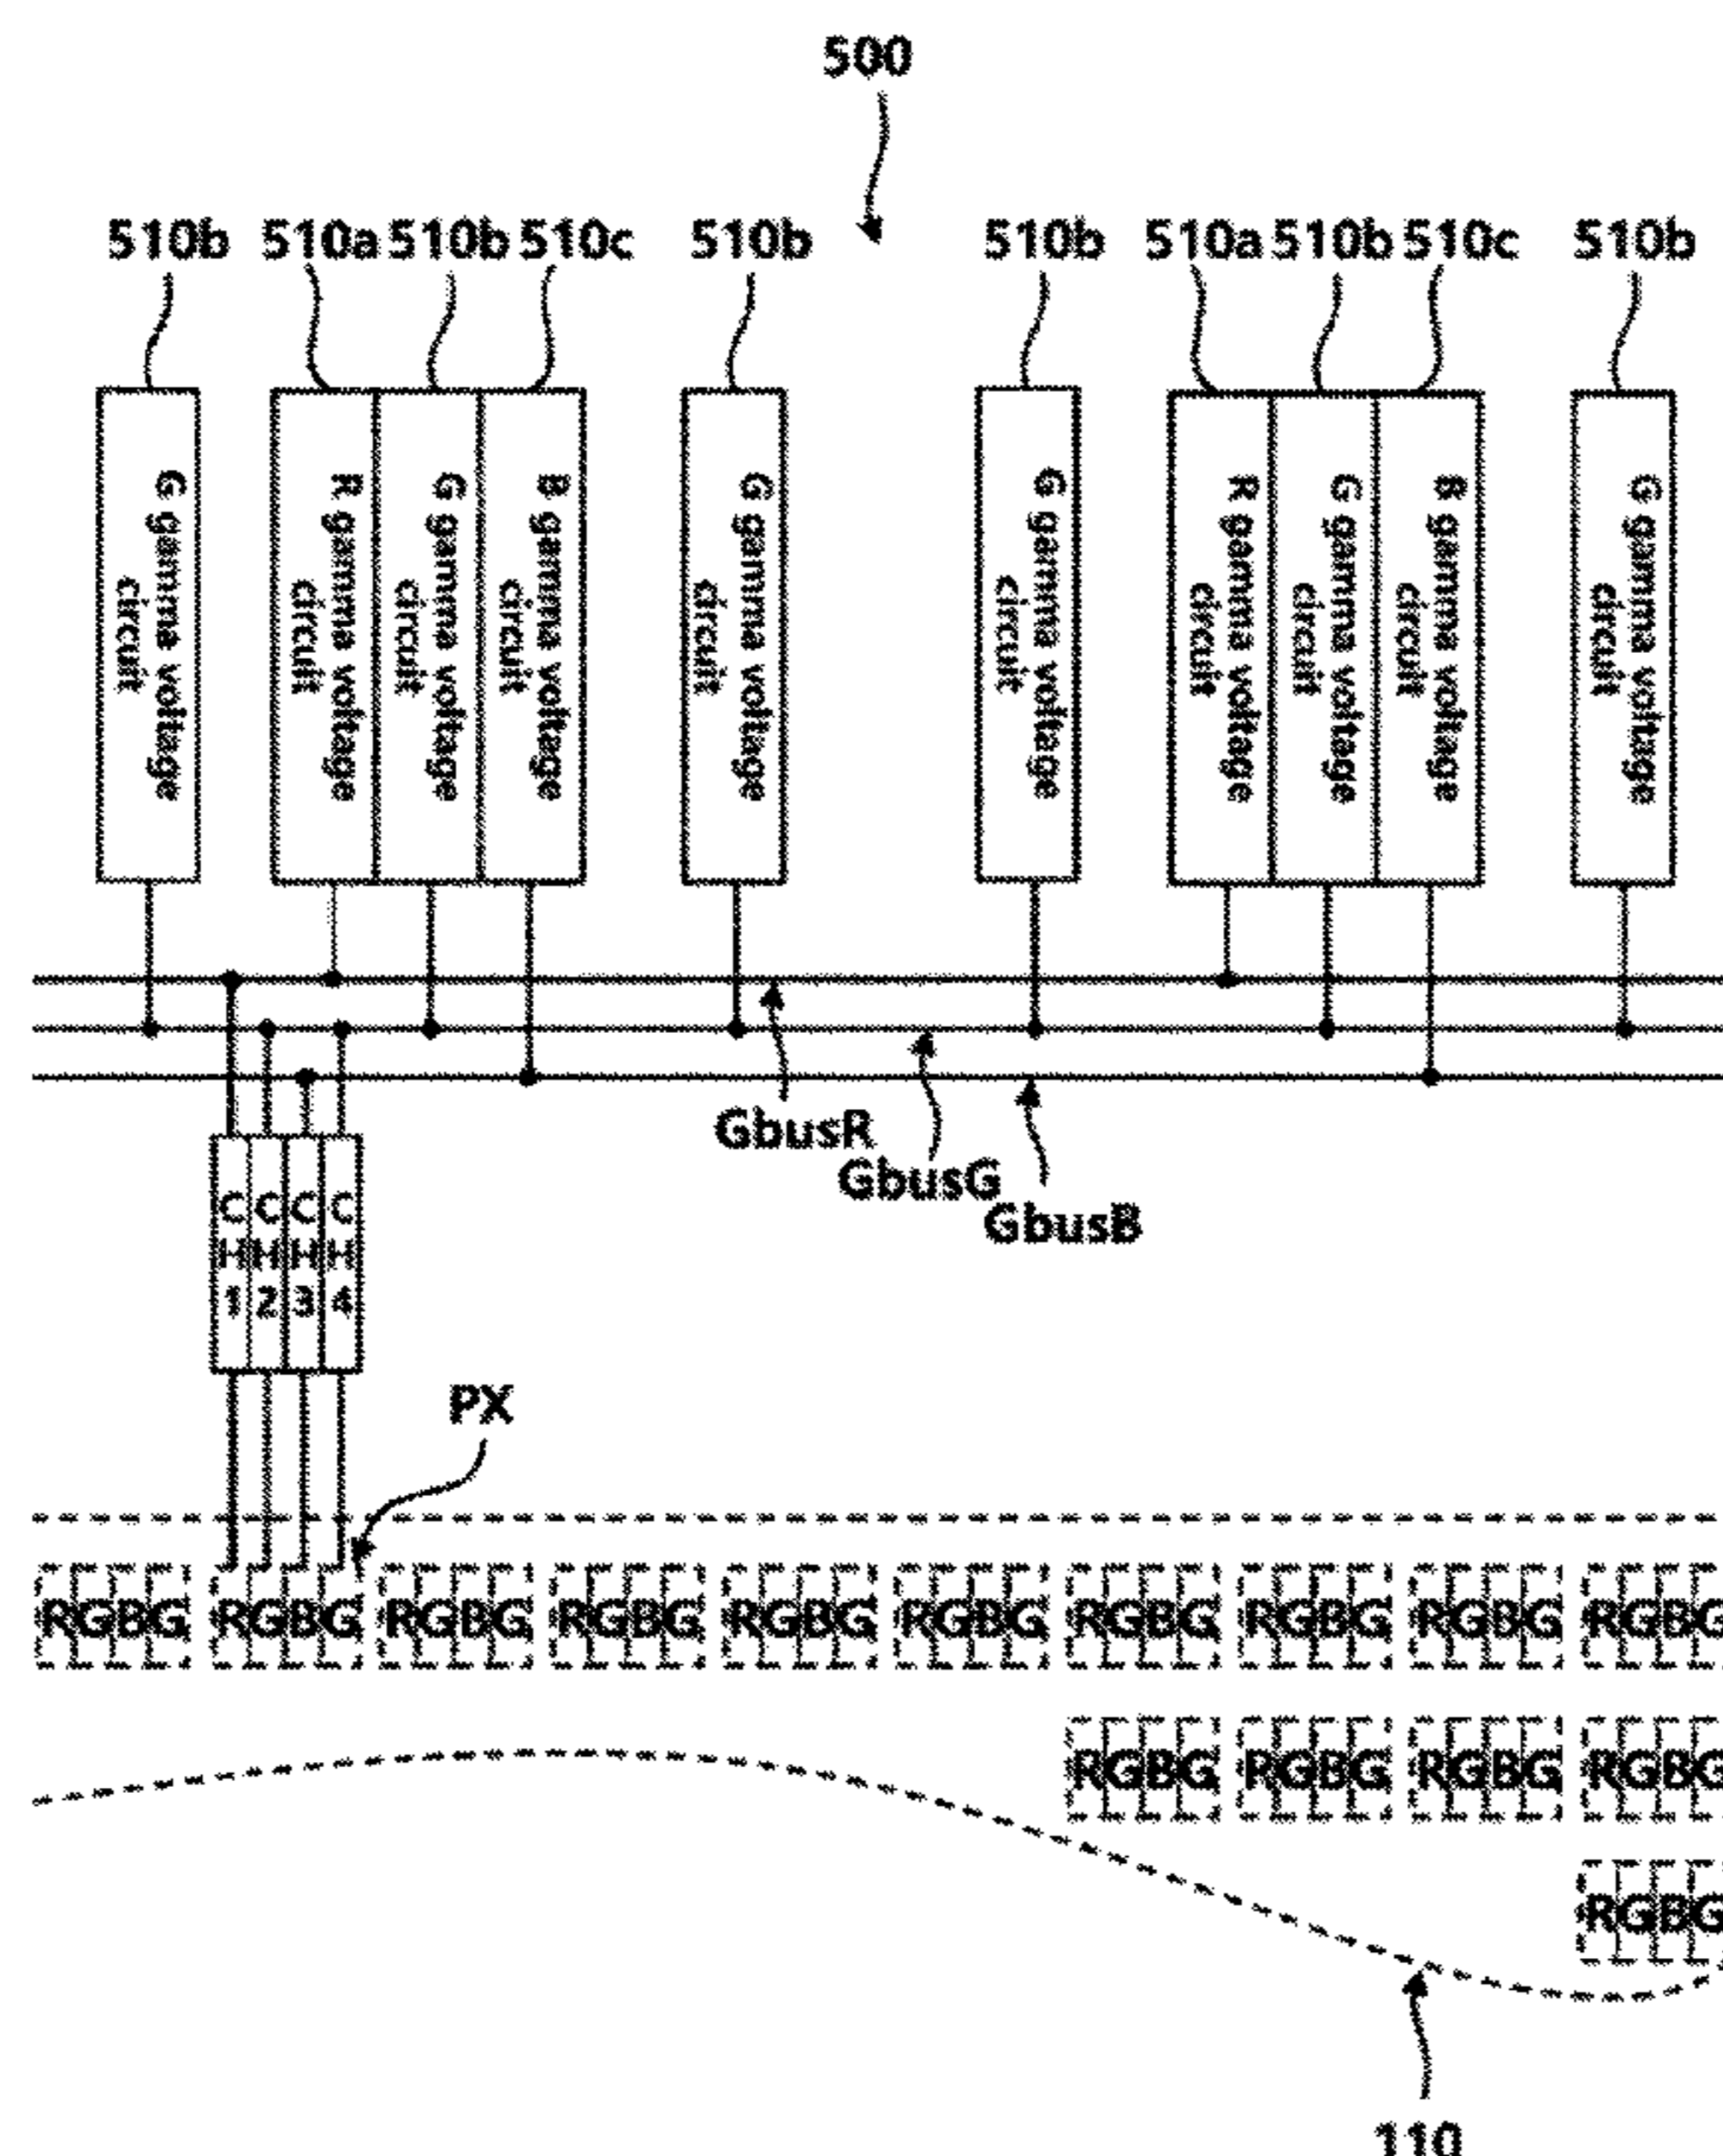 500
510b 510a 510b 510c 510b 510b 510a 510b 510c 510b
G gamma voltage
circuit
R gamma voltage
circuit
G gamma voltage
circuit
B gamma voltage
circuit
G gamma voltage
circuit
G gamma voltage
circuit
R gamma voltage
circuit
G gamma voltage
circuit
B gamma voltage
circuit
G gamma voltage
circuit
GbusR
GbusG
GbusB
CH1 CH2 CH3 CH4
PX
RGBG RGBG RGBG RGBG RGBG RGBG RGBG RGBG RGBG RGBG
RGBG RGBG RGBG RGBG
RGBG
110